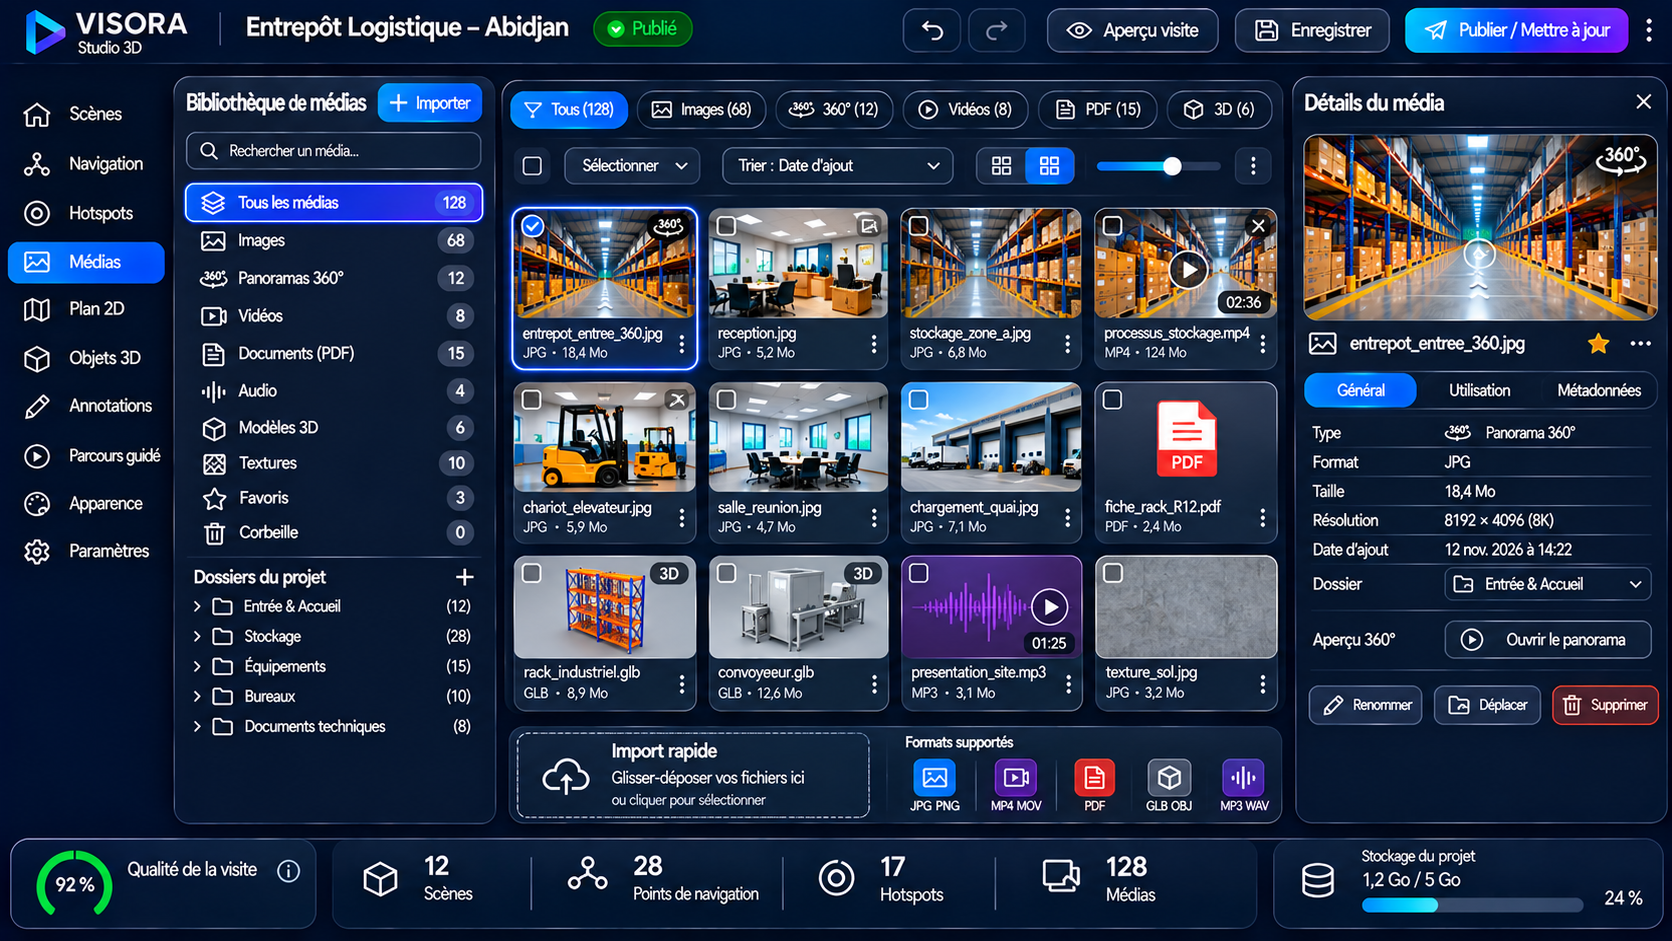 VISORA
Studio 3D
Entrepôt Logistique – Abidjan
Publié
Aperçu visite
Enregistrer
Publier / Mettre à jour
Scènes
Navigation
Hotspots
Médias
Plan 2D
Objets 3D
Annotations
Parcours guidé
Apparence
Paramètres
Bibliothèque de médias
Importer
Rechercher un média...
Tous les médias 128
Images 68
360° Panoramas 360° 12
Vidéos 8
Documents (PDF) 15
Audio 4
Modèles 3D 6
Textures 10
Favoris 3
Corbeille 0
Dossiers du projet
Entrée & Accueil (12)
Stockage (28)
Équipements (15)
Bureaux (10)
Documents techniques (8)
Tous (128)
Images (68)
360° 360° (12)
Vidéos (8)
PDF (15)
3D (6)
Sélectionner
Trier : Date d'ajout
360°
entrepot_entree_360.jpg
JPG • 18,4 Mo
reception.jpg
JPG • 5,2 Mo
stockage_zone_a.jpg
JPG • 6,8 Mo
02:36
processus_stockage.mp4
MP4 • 124 Mo
chariot_elevateur.jpg
JPG • 5,9 Mo
salle_reunion.jpg
JPG • 4,7 Mo
chargement_quai.jpg
JPG • 7,1 Mo
PDF
fiche_rack_R12.pdf
PDF • 2,4 Mo
3D
rack_industriel.glb
GLB • 8,9 Mo
3D
convoyeeur.glb
GLB • 12,6 Mo
01:25
presentation_site.mp3
MP3 • 3,1 Mo
texture_sol.jpg
JPG • 3,2 Mo
Import rapide
Glisser-déposer vos fichiers ici
ou cliquer pour sélectionner
Formats supportés
JPG PNG
MP4 MOV
PDF
GLB OBJ
MP3 WAV
Détails du média
360°
entrepot_entree_360.jpg
Général
Utilisation
Métadonnées
Type 360° Panorama 360°
Format JPG
Taille 18,4 Mo
Résolution 8192 × 4096 (8K)
Date d'ajout 12 nov. 2026 à 14:22
Dossier Entrée & Accueil
Aperçu 360° Ouvrir le panorama
Renommer
Déplacer
Supprimer
92 %
Qualité de la visite
12
Scènes
28
Points de navigation
17
Hotspots
128
Médias
Stockage du projet
1,2 Go / 5 Go
24 %